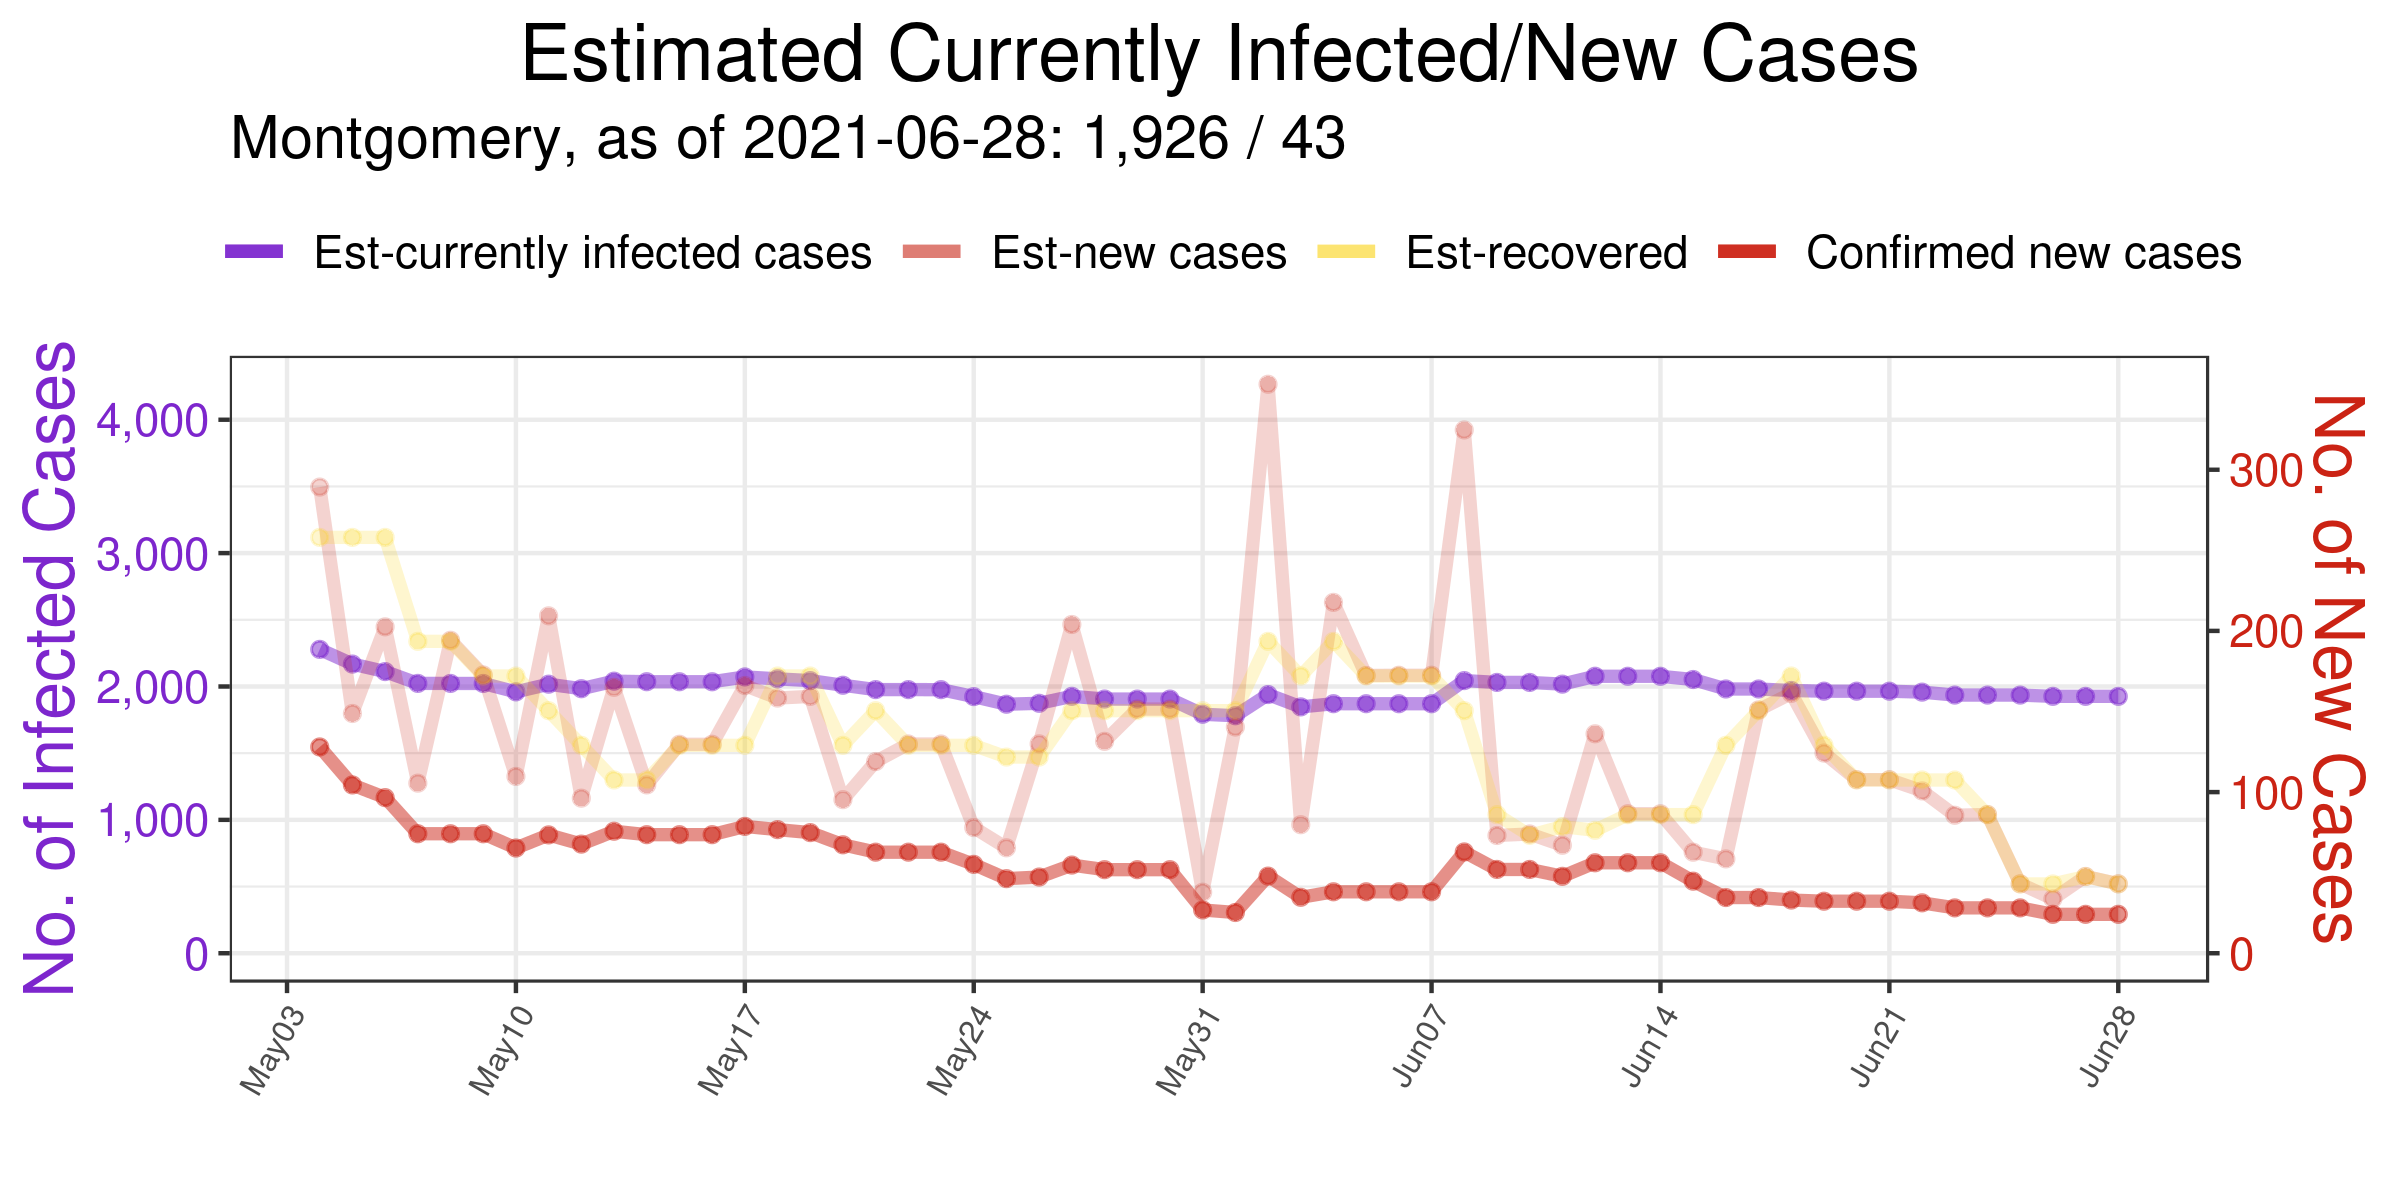 Estimated Currently Infected/New Cases
Montgomery, as of 2021-06-28: 1,926 / 43
Est-currently infected cases Est-new cases Est-recovered Confirmed new cases
No. of Infected Cases
4,000
3,000
2,000
1,000
0
300
200
100
0
No. of New Cases
May03 May10 May17 May24 May31 Jun07 Jun14 Jun21 Jun28